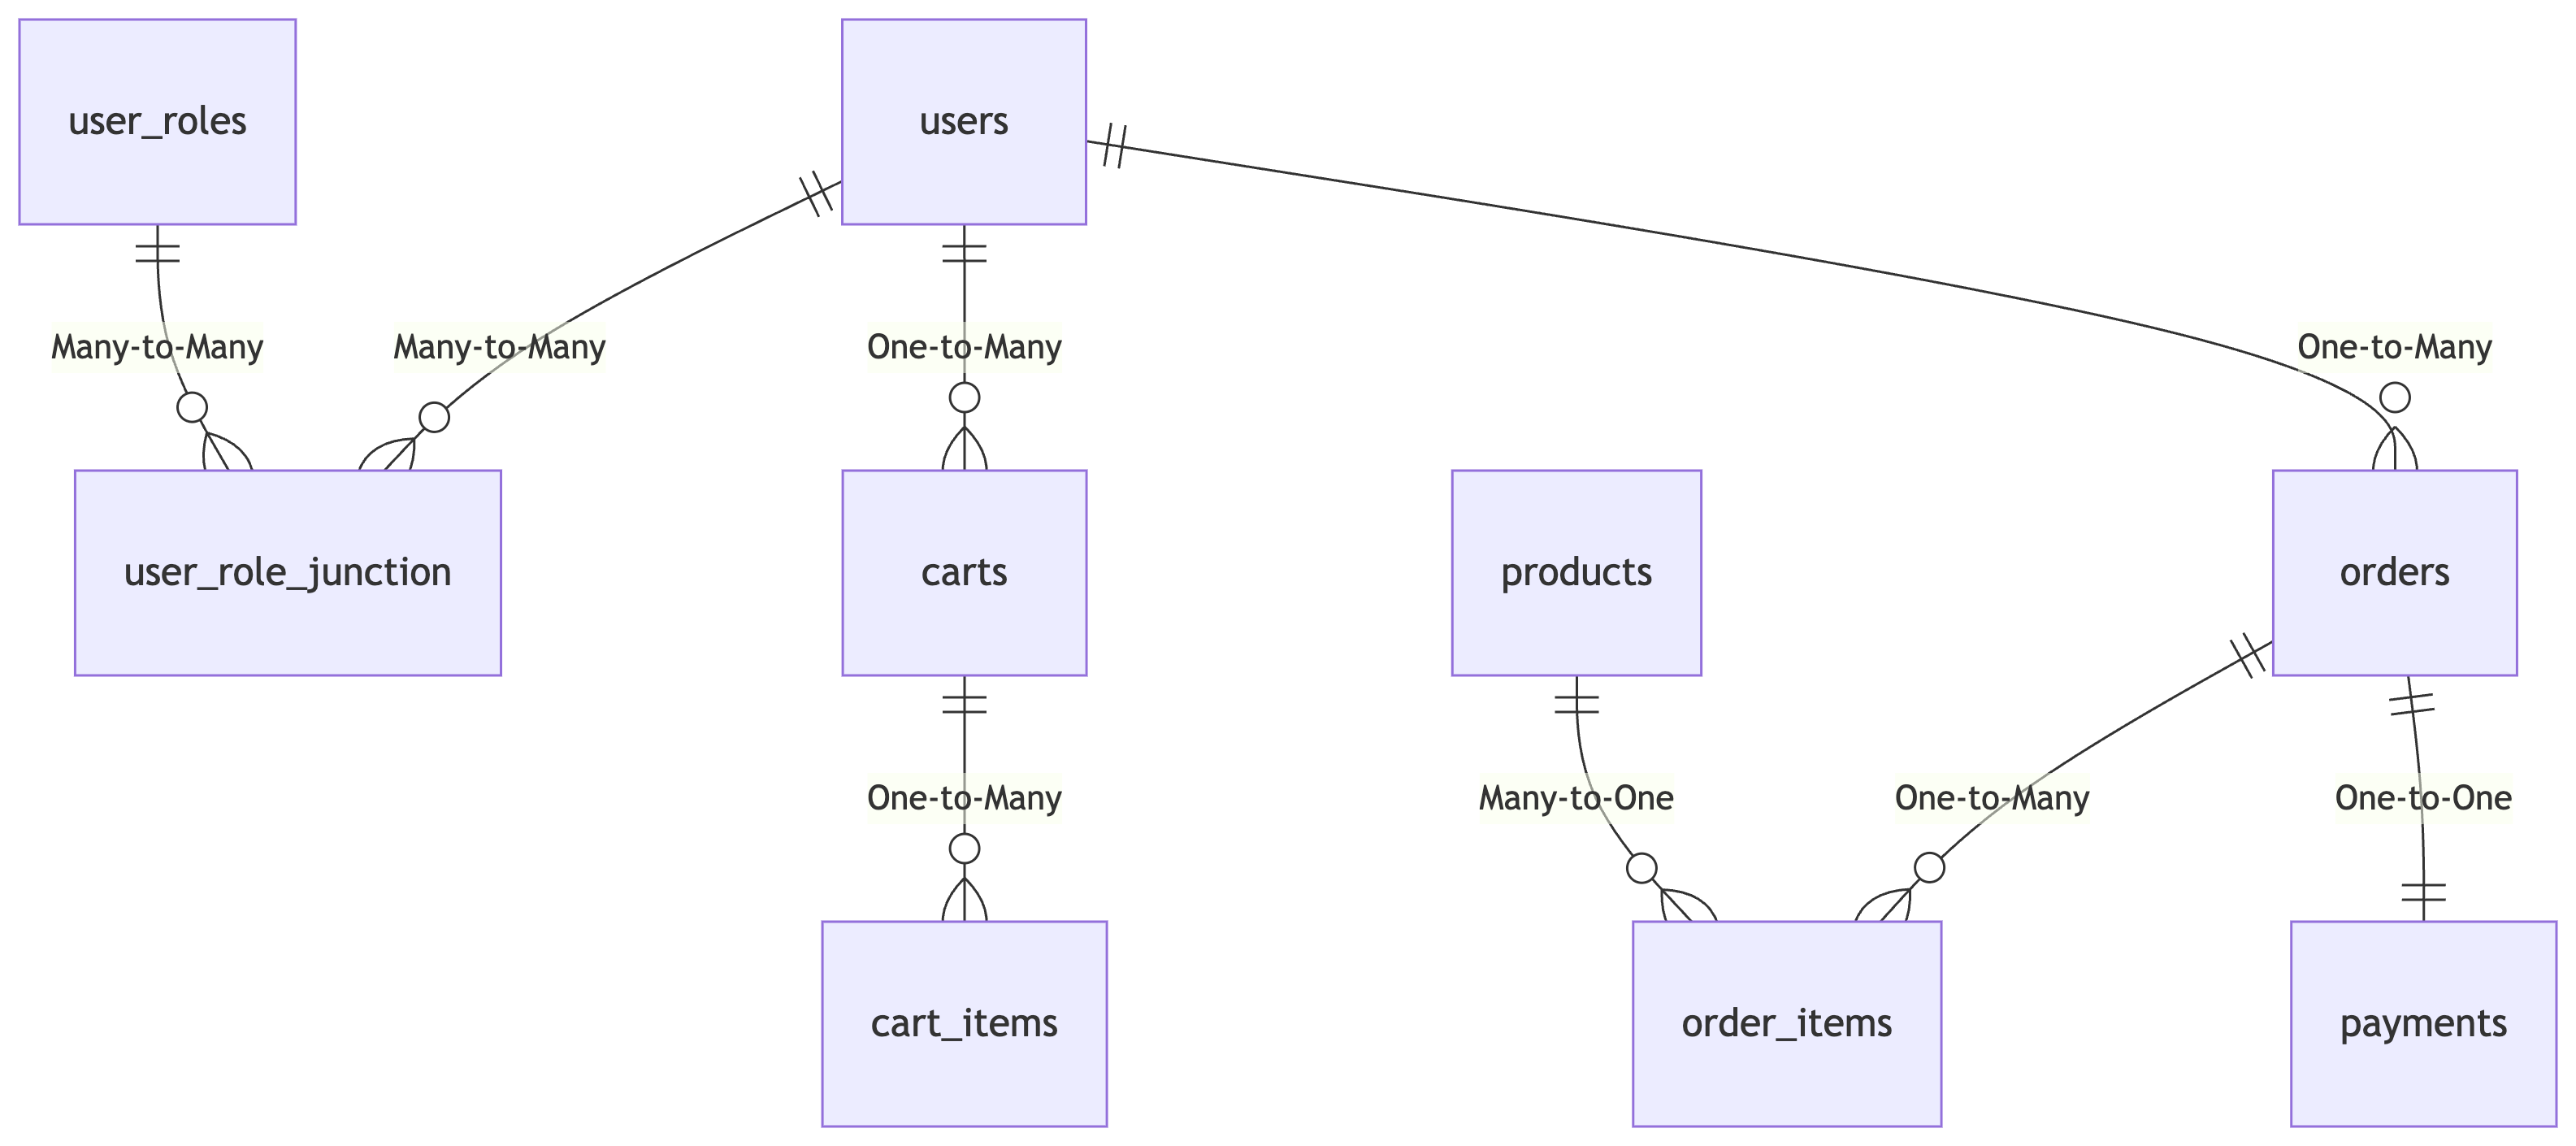 user_roles
users
Many-to-Many
Many-to-Many
One-to-Many
One-to-Many
user_role_junction
carts
products
orders
One-to-Many
Many-to-One
One-to-Many
One-to-One
cart_items
order_items
payments